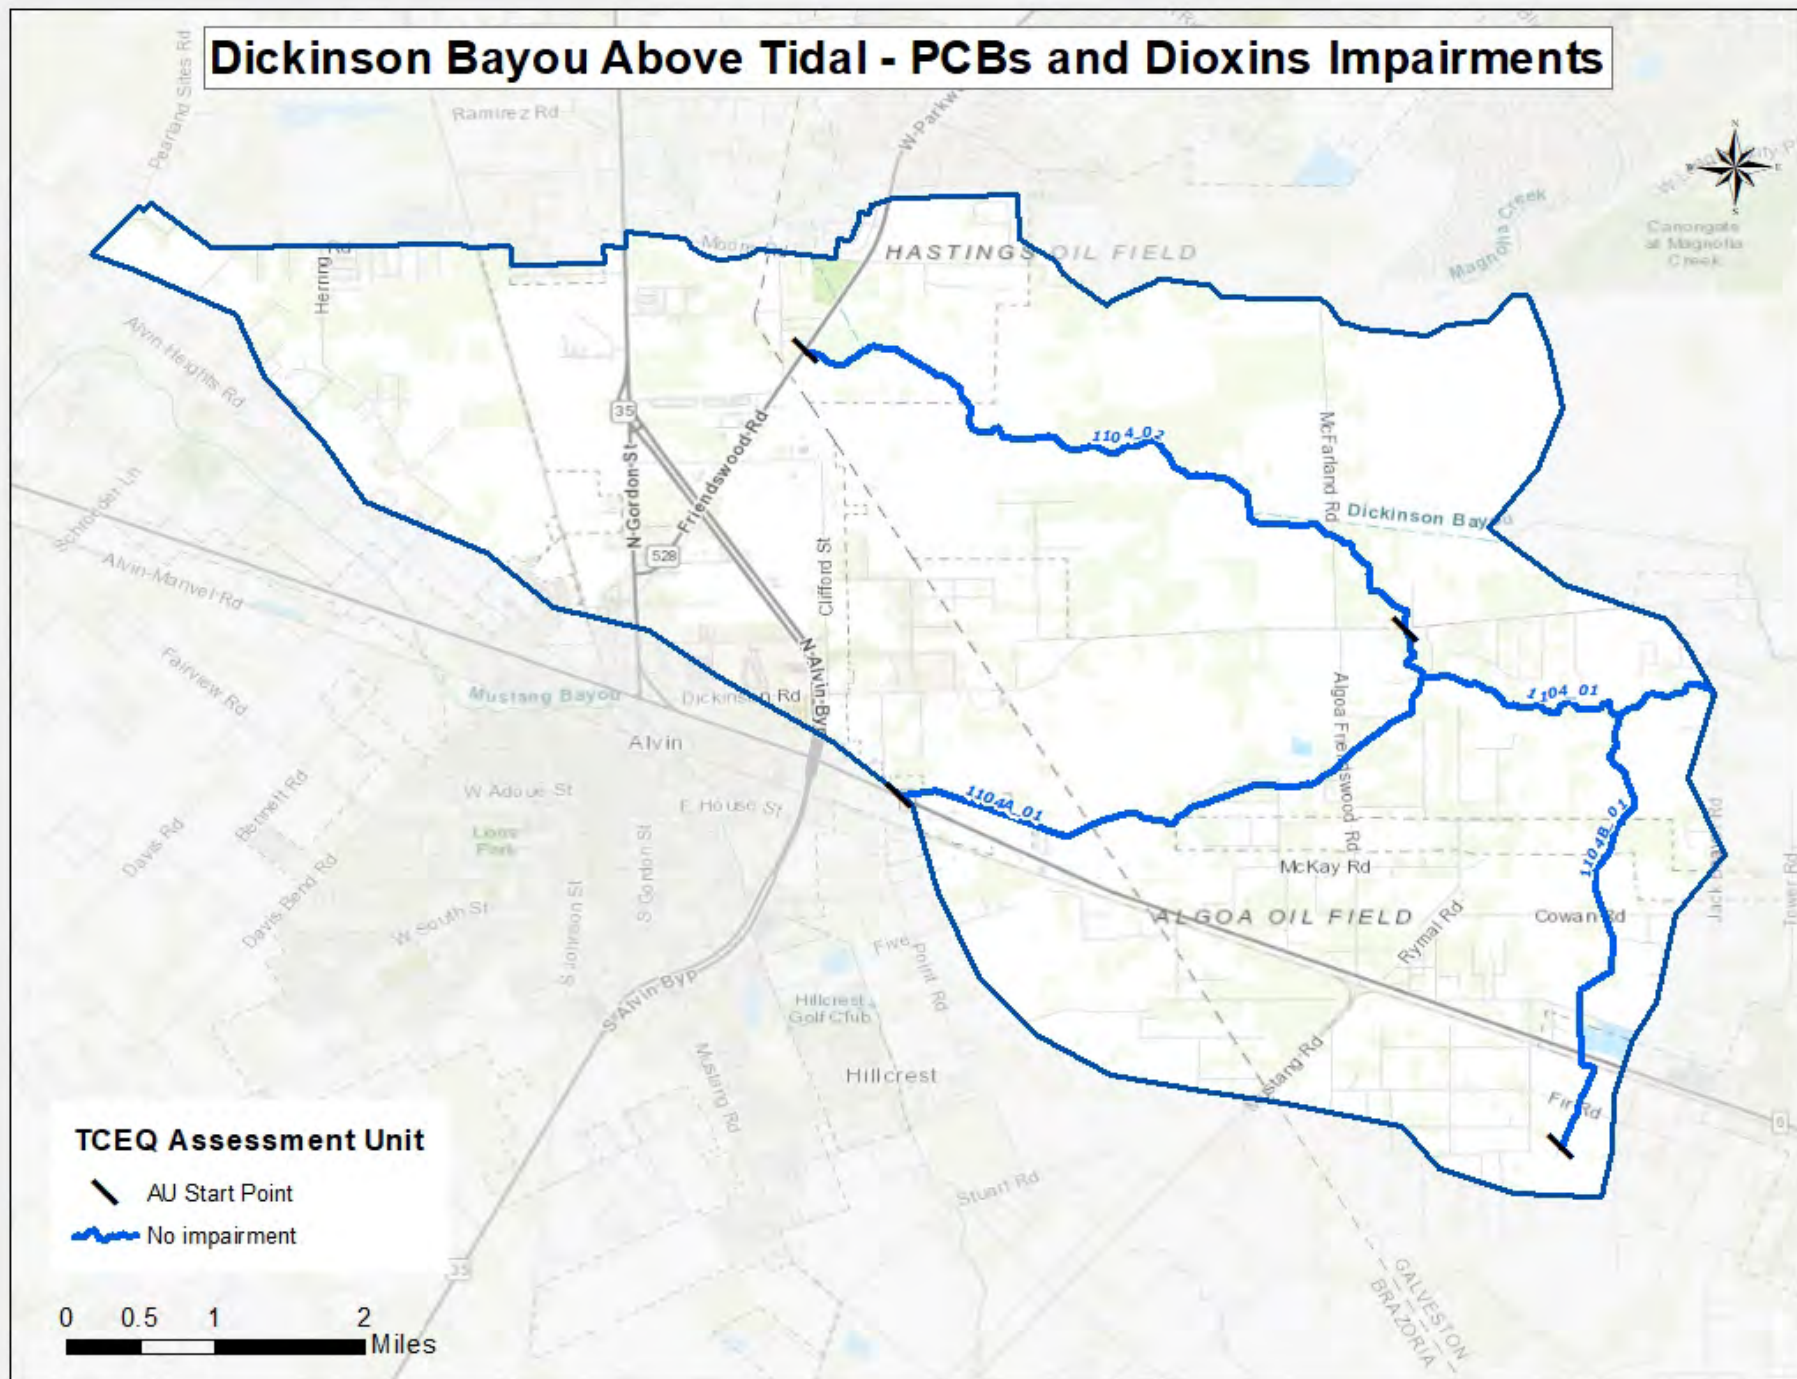 Dickinson Bayou Above Tidal - PCBs and Dioxins Impairments
Pearland Sites Rd
Ramirez Rd
N
E
S
Magnolia Creek
Canongate
at Magnolia
Creek
Herring Rd
HASTINGS OIL FIELD
Alvin-Heights Rd
35
N-Gordon-St
Friendswood-Rd
528
1104_02
McFarland Rd
Dickinson Bayou
Schroeder Ln
Alvin-Manvel-Rd
Clifford St
Fairview Rd
Mustang Bayou
Dickinson Rd
N-Alvin-Byp
Alvin
1104_01
Algoa Friendswood Rd
Bennett Rd
Davis Rd
Davis Bend Rd
W Adoue St
E House St
Lions
Park
S Gordon St
S Johnson St
W South St
1104A_01
McKay Rd
1104B_01
ALGOA OIL FIELD
Rymal Rd
Cowan Rd
Tower Rd
Five
Point Rd
S-Alvin-Byp
Hillcrest
Golf Club
Hillcrest
Mustang Rd
Mustang Rd
Fir Rd
6
Stuart Rd
GALVESTON
BRAZORIA
35
TCEQ Assessment Unit
AU Start Point
No impairment
0 0.5 1 2
Miles